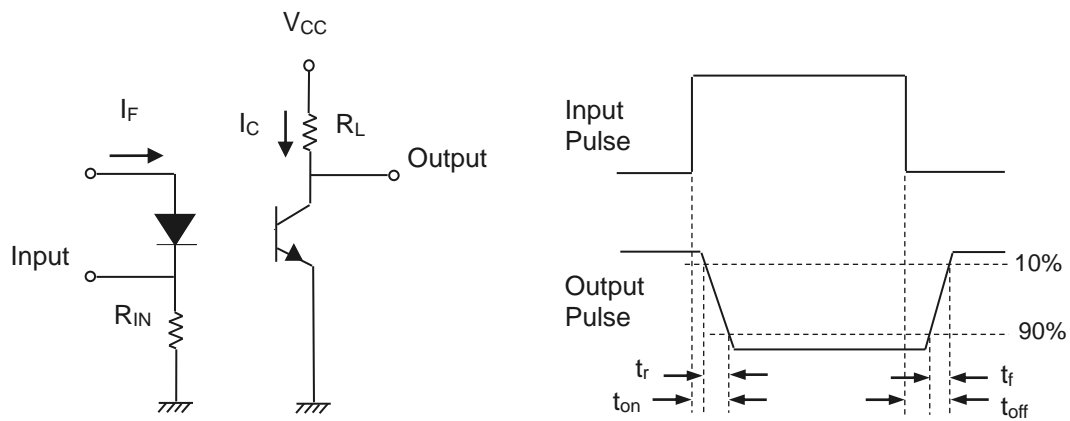 VCC
IF
IC
RL
Output
Input
RIN
Input
Pulse
Output
Pulse
10%
90%
tr
ton
tf
toff